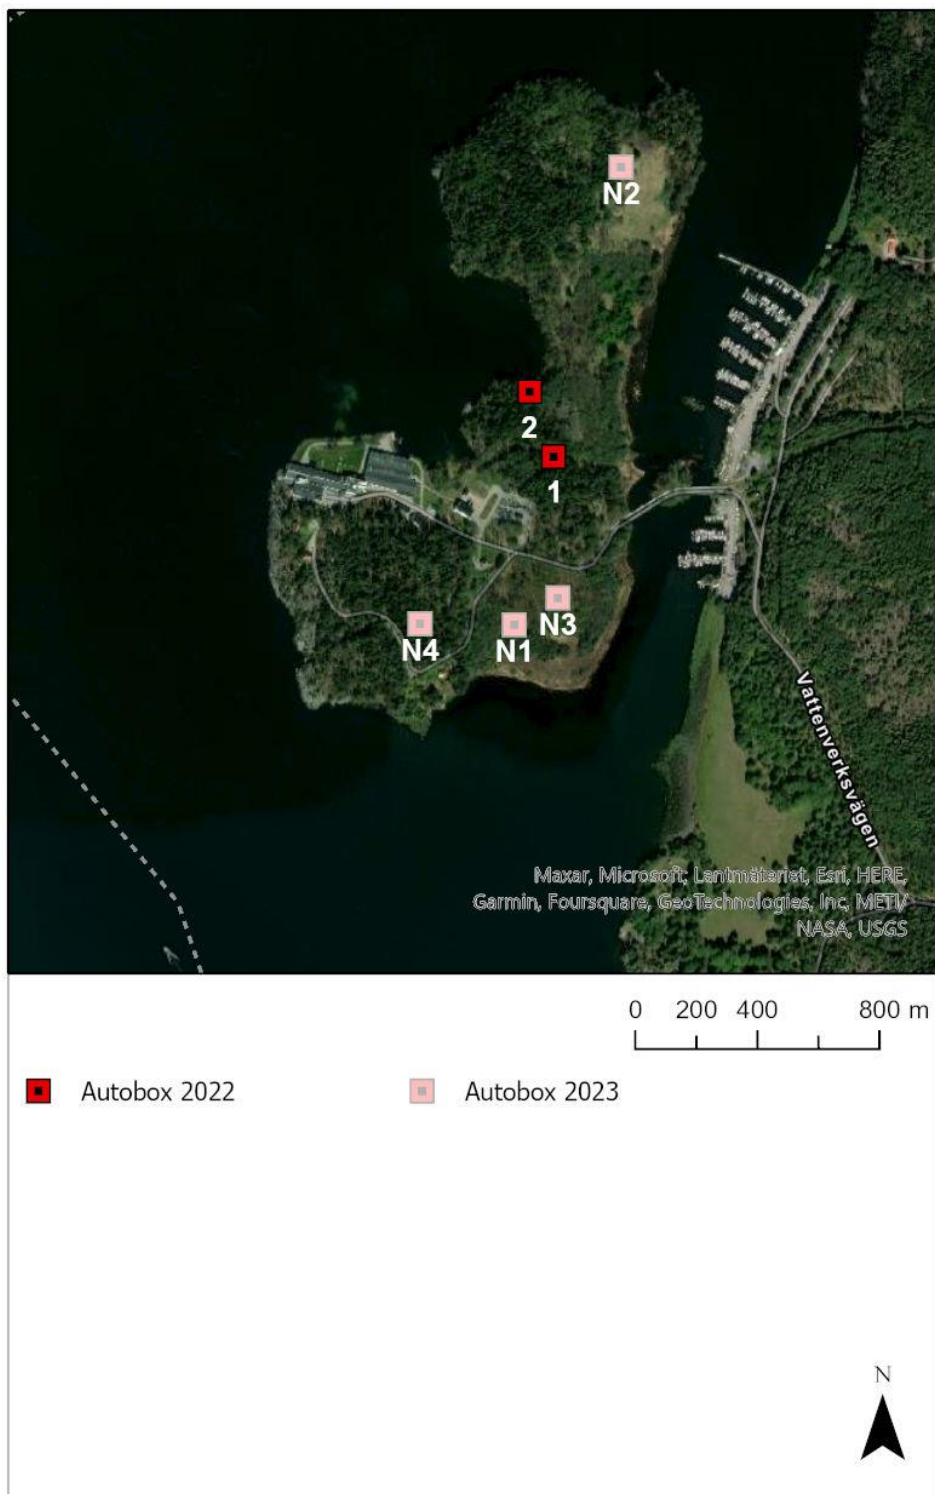 N2
2
1
N3
N1
N4
Vattenverksvägen
Maxar, Microsoft, Lantmäteriet, Esri, HERE,
Garmin, Foursquare, GeoTechnologies, Inc, METI/
NASA, USGS
0 200 400 800 m
Autobox 2022 Autobox 2023
N